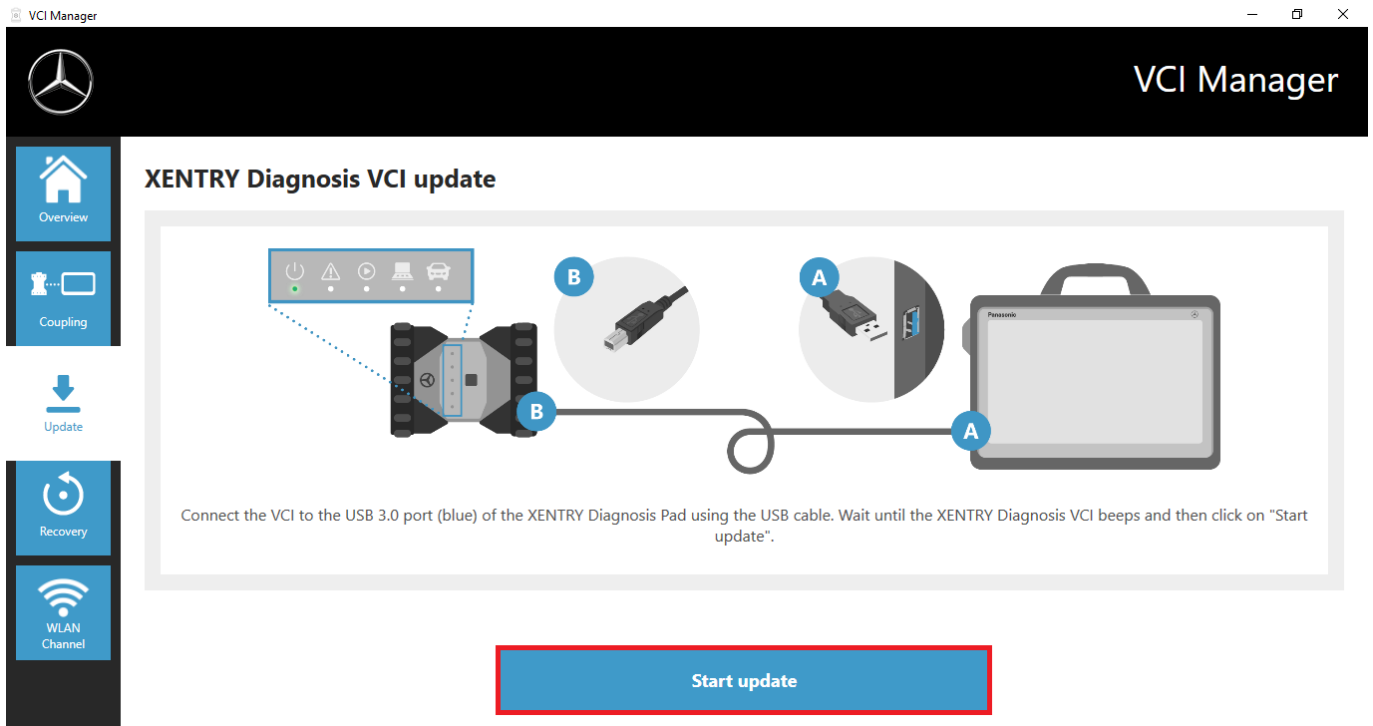 VCI Manager
VCI Manager
Overview
Coupling
Update
Recovery
WLAN
Channel
XENTRY Diagnosis VCI update
B
A
Panasonic
B
A
Connect the VCI to the USB 3.0 port (blue) of the XENTRY Diagnosis Pad using the USB cable. Wait until the XENTRY Diagnosis VCI beeps and then click on "Start
update".
Start update